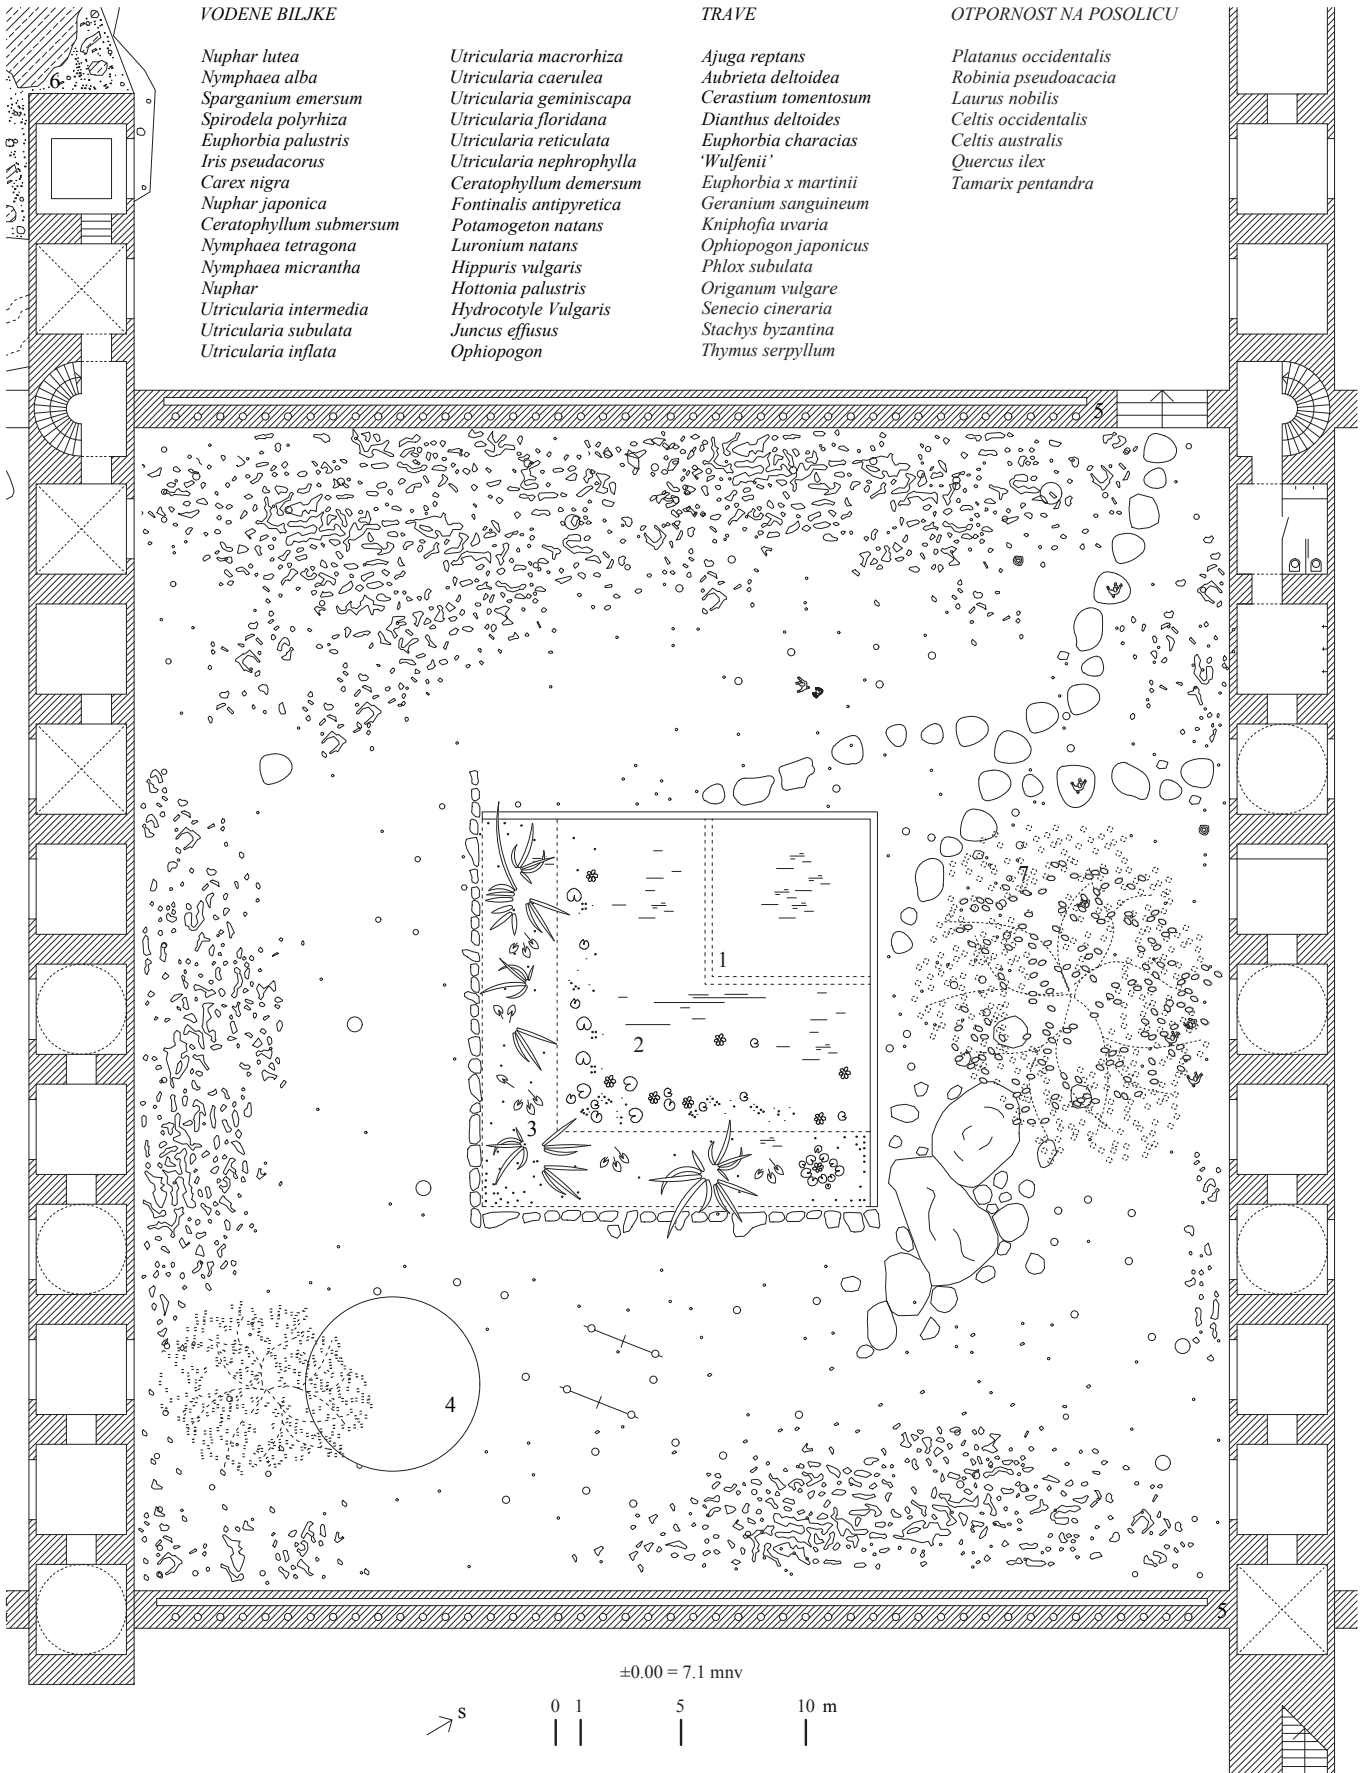 VODENE BILJKE
Nuphar lutea
Nymphaea alba
Sparganium emersum
Spirodela polyrhiza
Euphorbia palustris
Iris pseudacorus
Carex nigra
Nuphar japonica
Ceratophyllum submersum
Nymphaea tetragona
Nymphaea micrantha
Nuphar
Utricularia intermedia
Utricularia subulata
Utricularia inflata
Utricularia macrorhiza
Utricularia caerulea
Utricularia geminiscapa
Utricularia floridana
Utricularia reticulata
Utricularia nephrophylla
Ceratophyllum demersum
Fontinalis antipyretica
Potamogeton natans
Luronium natans
Hippuris vulgaris
Hottonia palustris
Hydrocotyle Vulgaris
Juncus effusus
Ophiopogon
TRAVE
Ajuga reptans
Aubrieta deltoidea
Cerastium tomentosum
Dianthus deltoides
Euphorbia characias
‘Wulfenii’
Euphorbia x martinii
Geranium sanguineum
Kniphofia uvaria
Ophiopogon japonicus
Phlox subulata
Origanum vulgare
Senecio cineraria
Stachys byzantina
Thymus serpyllum
OTPORNOST NA POSOLICU
Platanus occidentalis
Robinia pseudoacacia
Laurus nobilis
Celtis occidentalis
Celtis australis
Quercus ilex
Tamarix pentandra
6
5
7
1
2
3
4
5
±0.00 = 7.1 mnv
s
0 1 5 10 m